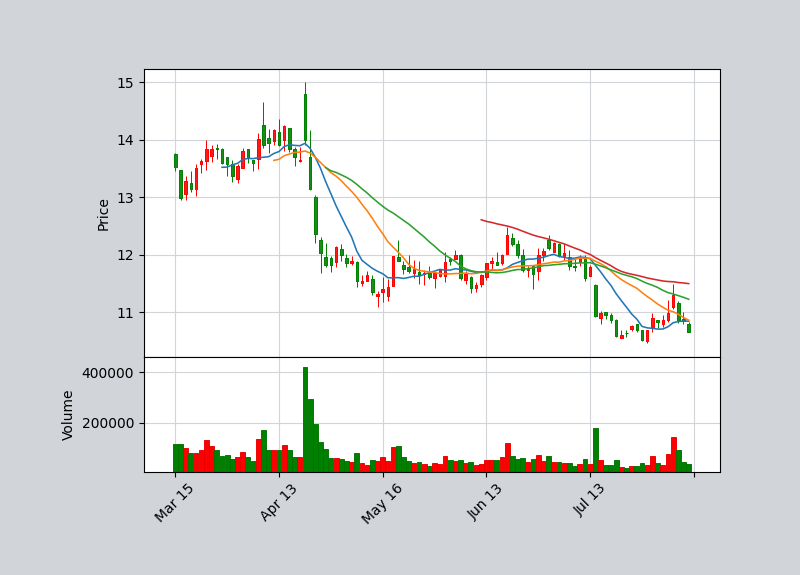 15
14
13
12
11
Price
400000
200000
Volume
Mar 15
Apr 13
May 16
Jun 13
Jul 13